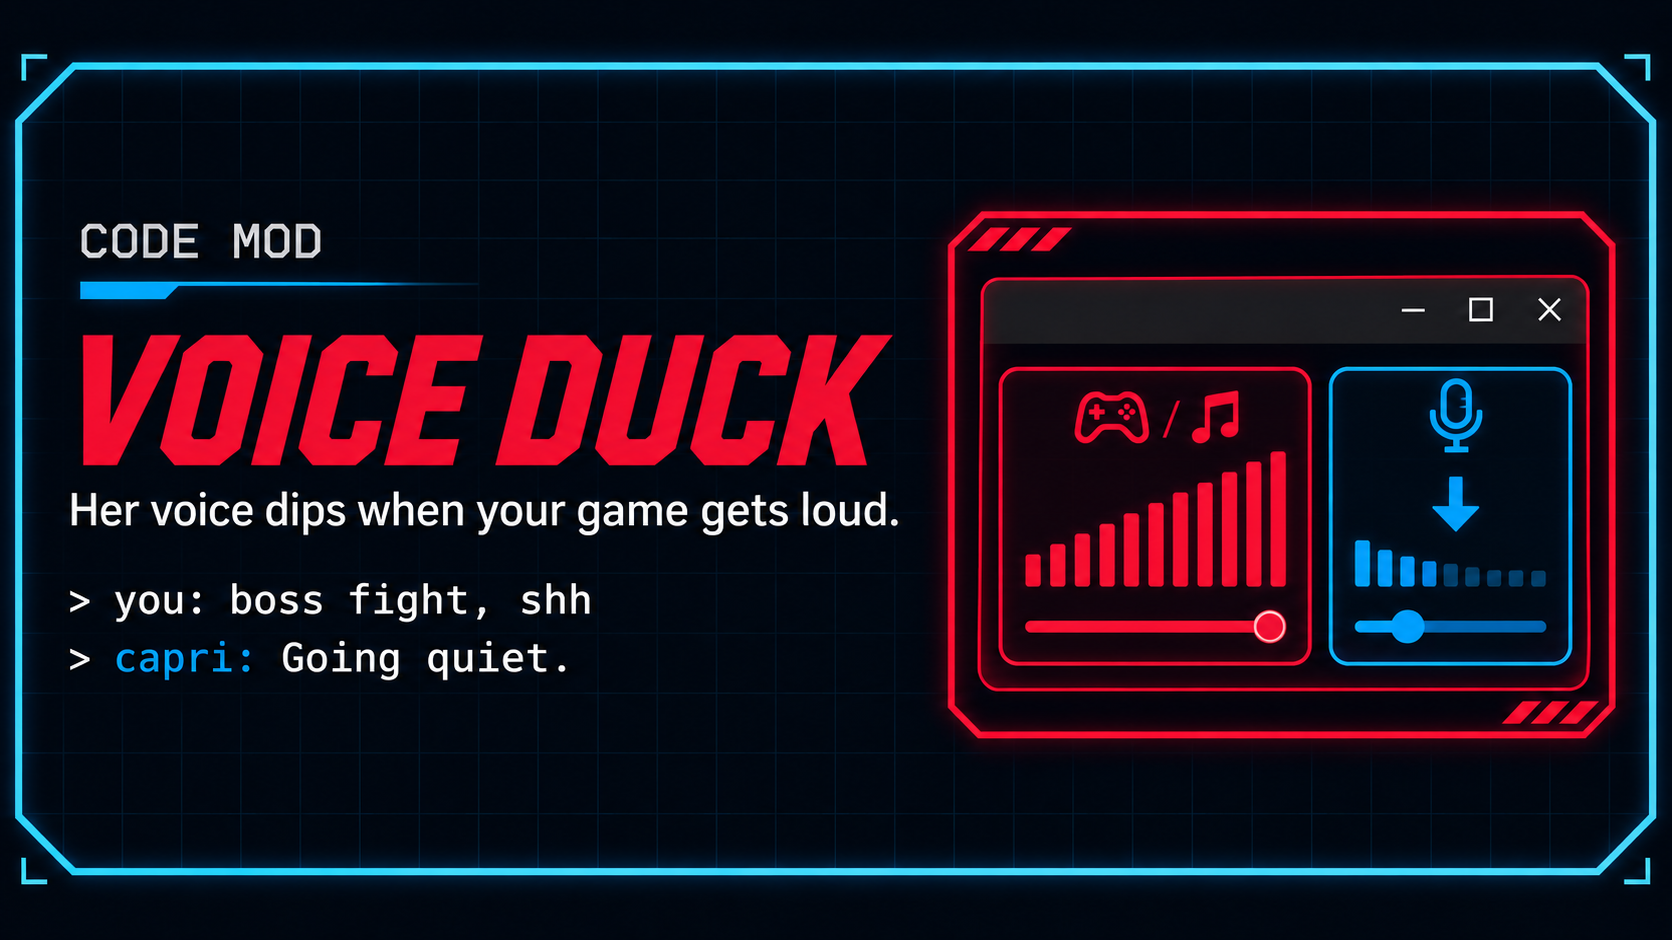 CODE MOD
VOICE DUCK
Her voice dips when your game gets loud.
> you: boss fight, shh
> capri: Going quiet.
/